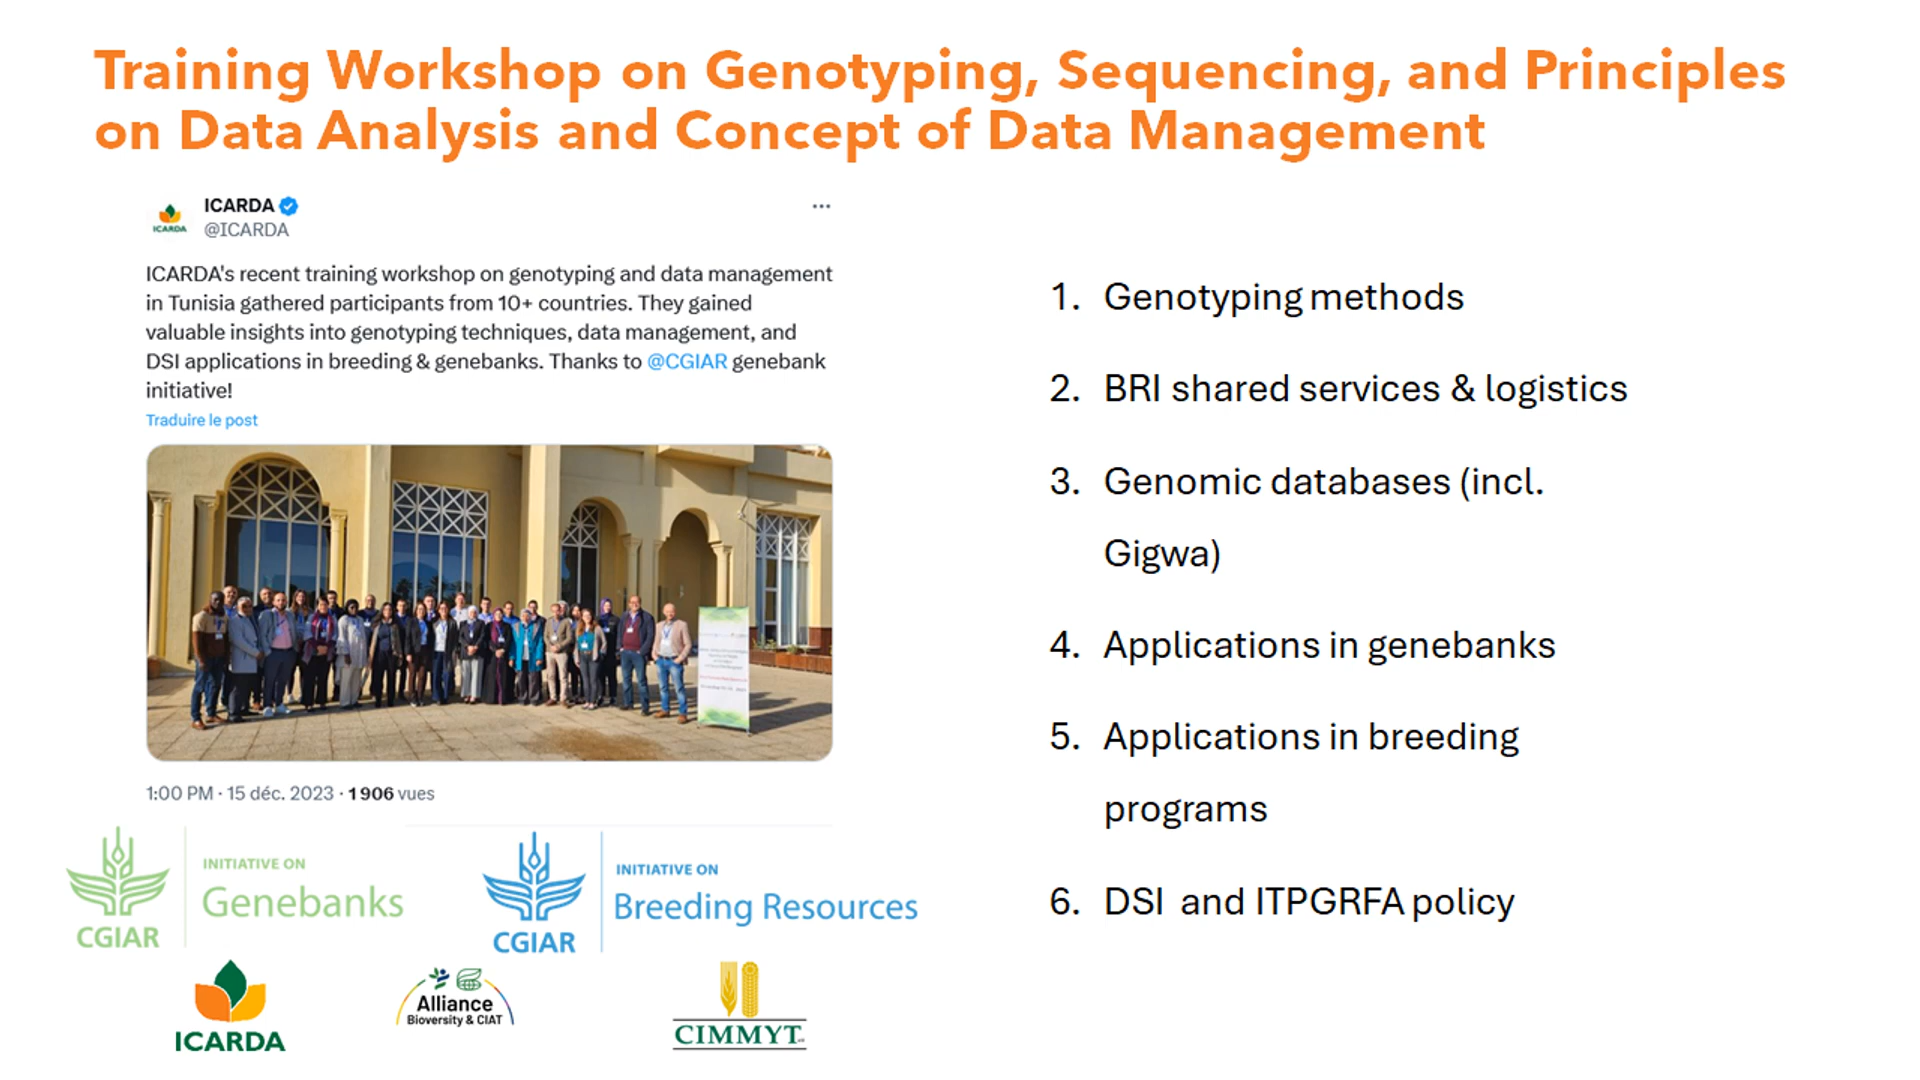 Training Workshop on Genotyping, Sequencing, and Principles
on Data Analysis and Concept of Data Management
ICARDA
ICARDA
@ICARDA
ICARDA's recent training workshop on genotyping and data management
in Tunisia gathered participants from 10+ countries. They gained
valuable insights into genotyping techniques, data management, and
DSI applications in breeding & genebanks. Thanks to @CGIAR genebank
initiative!
Traduire le post
1:00 PM · 15 déc. 2023 · 1 906 vues
INITIATIVE ON
Genebanks
CGIAR
INITIATIVE ON
Breeding Resources
CGIAR
ICARDA
Alliance
Bioversity & CIAT
CIMMYT
1. Genotyping methods
2. BRI shared services & logistics
3. Genomic databases (incl.
Gigwa)
4. Applications in genebanks
5. Applications in breeding
programs
6. DSI and ITPGRFA policy